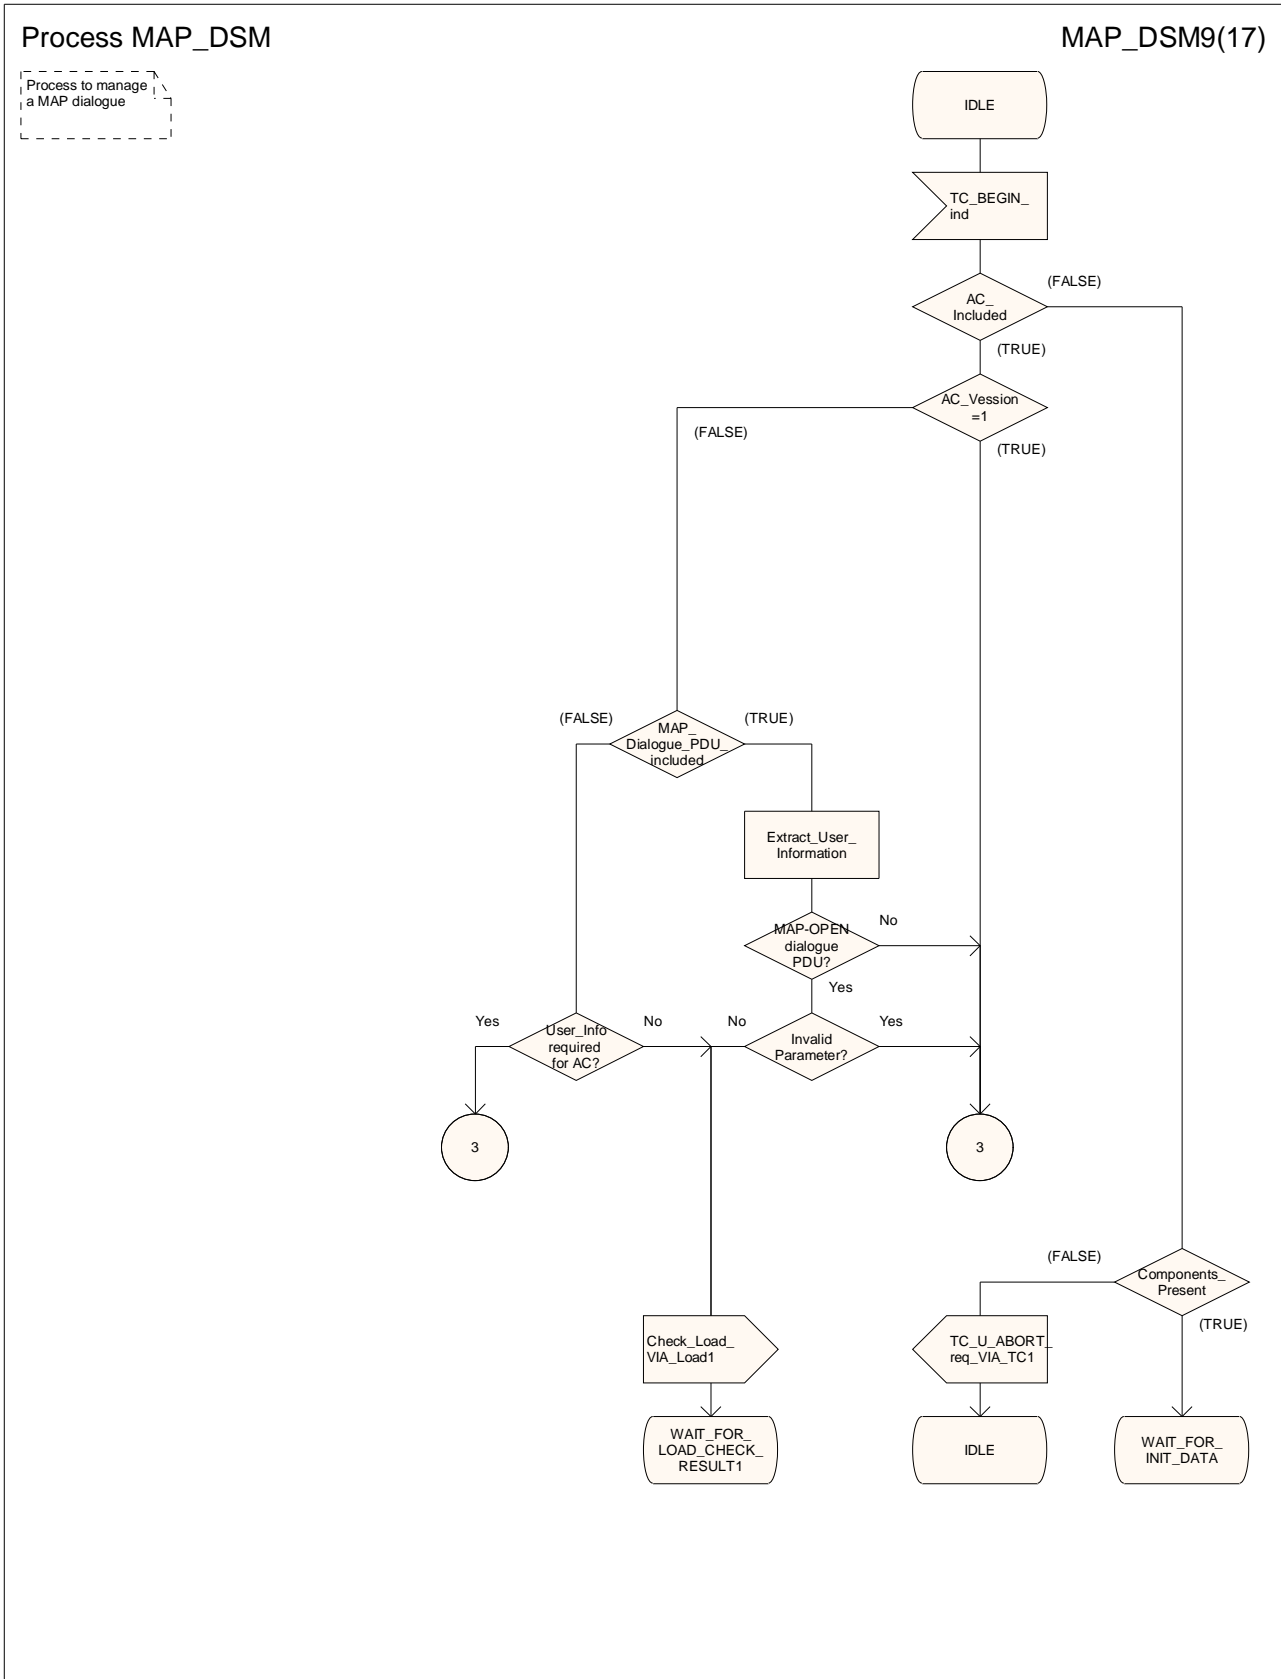 Process MAP_DSM
MAP_DSM9(17)
Process to manage
a MAP dialogue
IDLE
TC_BEGIN_
ind
(FALSE)
AC_
Included
(TRUE)
AC_Vession
=1
(FALSE)
(TRUE)
(FALSE)
(TRUE)
MAP_
Dialogue_PDU_
included
Extract_User_
Information
No
MAP-OPEN
dialogue
PDU?
Yes
Yes
No
No
Yes
User_Info
required
for AC?
Invalid
Parameter?
3
3
(FALSE)
Components_
Present
(TRUE)
Check_Load_
VIA_Load1
TC_U_ABORT_
req_VIA_TC1
WAIT_FOR_
LOAD_CHECK_
RESULT1
IDLE
WAIT_FOR_
INIT_DATA